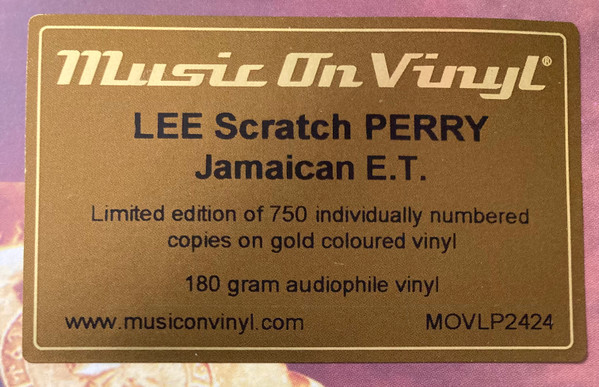 Music On Vinyl®
LEE Scratch PERRY
Jamaican E.T.
Limited edition of 750 individually numbered
copies on gold coloured vinyl
180 gram audiophile vinyl
www.musiconvinyl.com MOVLP2424